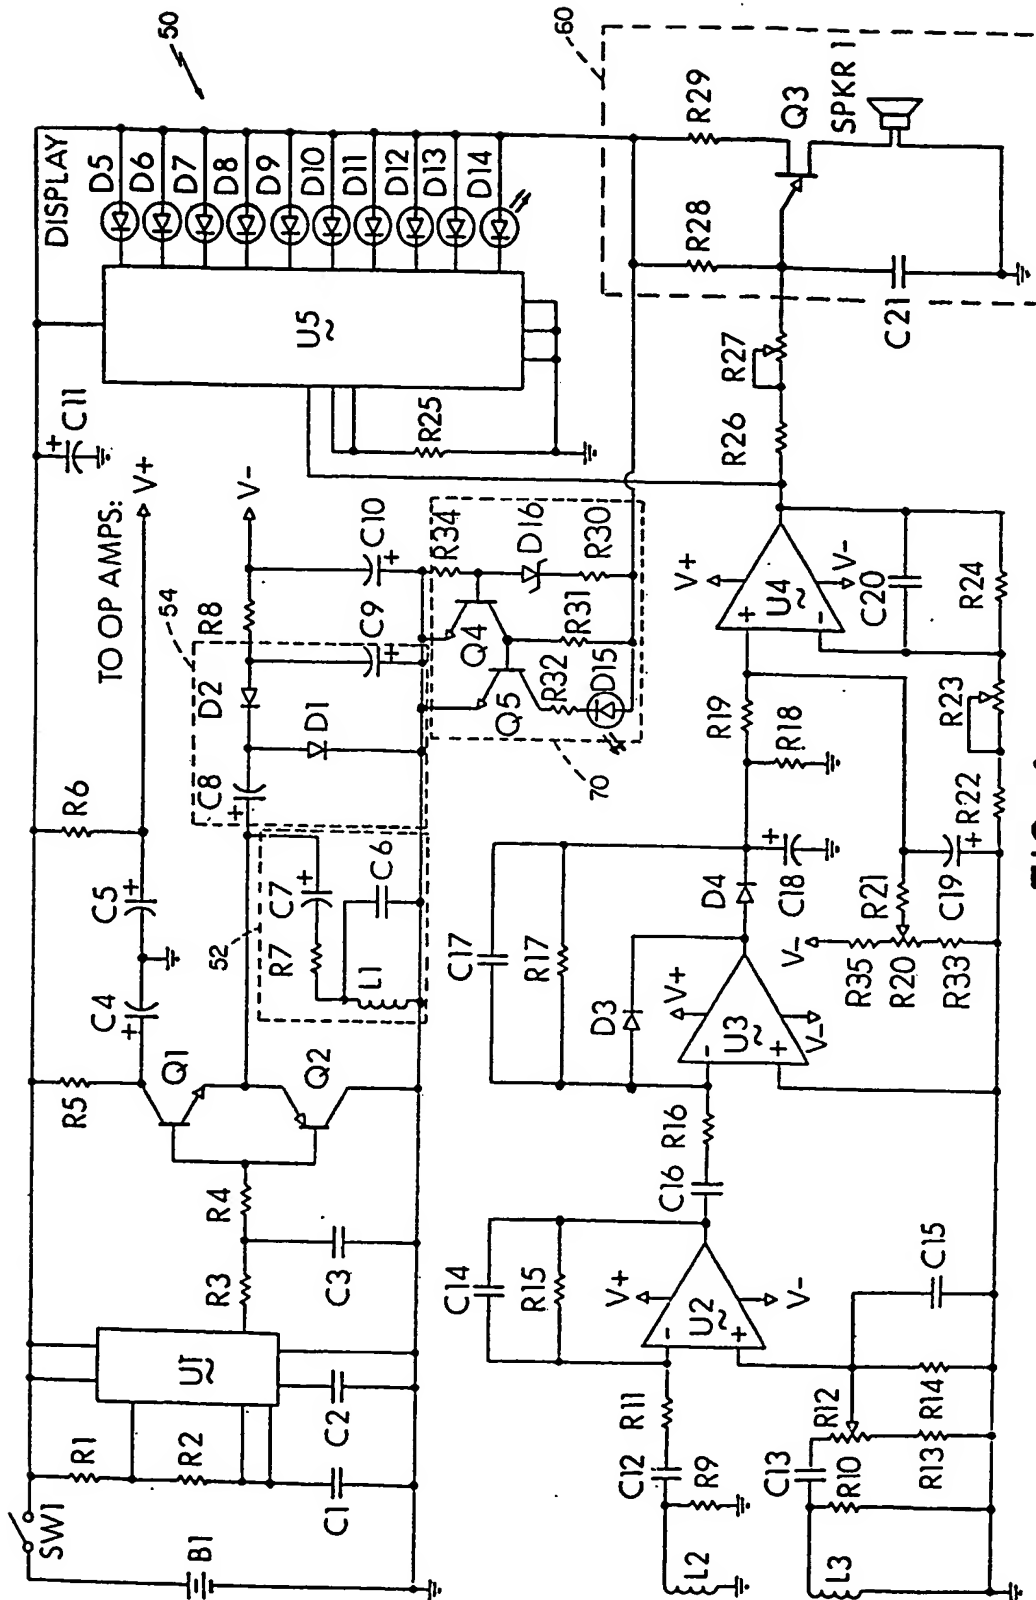 50
SW1
B1
R1
R2
C1
U1
C2
R3
C3
R4
R5
Q1
Q2
C4
C5
R6
TO OP AMPS:
V+
V-
C11
+
DISPLAY
D5
D6
D7
D8
D9
D10
D11
D12
D13
D14
U5
R25
52
R7
L1
C7
+
C6
54
C8
+
D2
D1
R8
C9
+
C10
+
70
R34
Q4
Q5
D16
R30
R31
R32
D15
60
R29
R28
Q3
SPKR 1
C21
R27
R26
L2
R9
C12
R11
C14
R15
U2
-
+
V+
V-
L3
R10
C13
R12
R13
R14
C15
C16
R16
C17
R17
D3
U3
-
+
V+
V-
D4
C18
+
R18
R19
V-
R35
R20
R33
R21
C19
+
R22
R23
R24
C20
U4
+
-
V+
V-